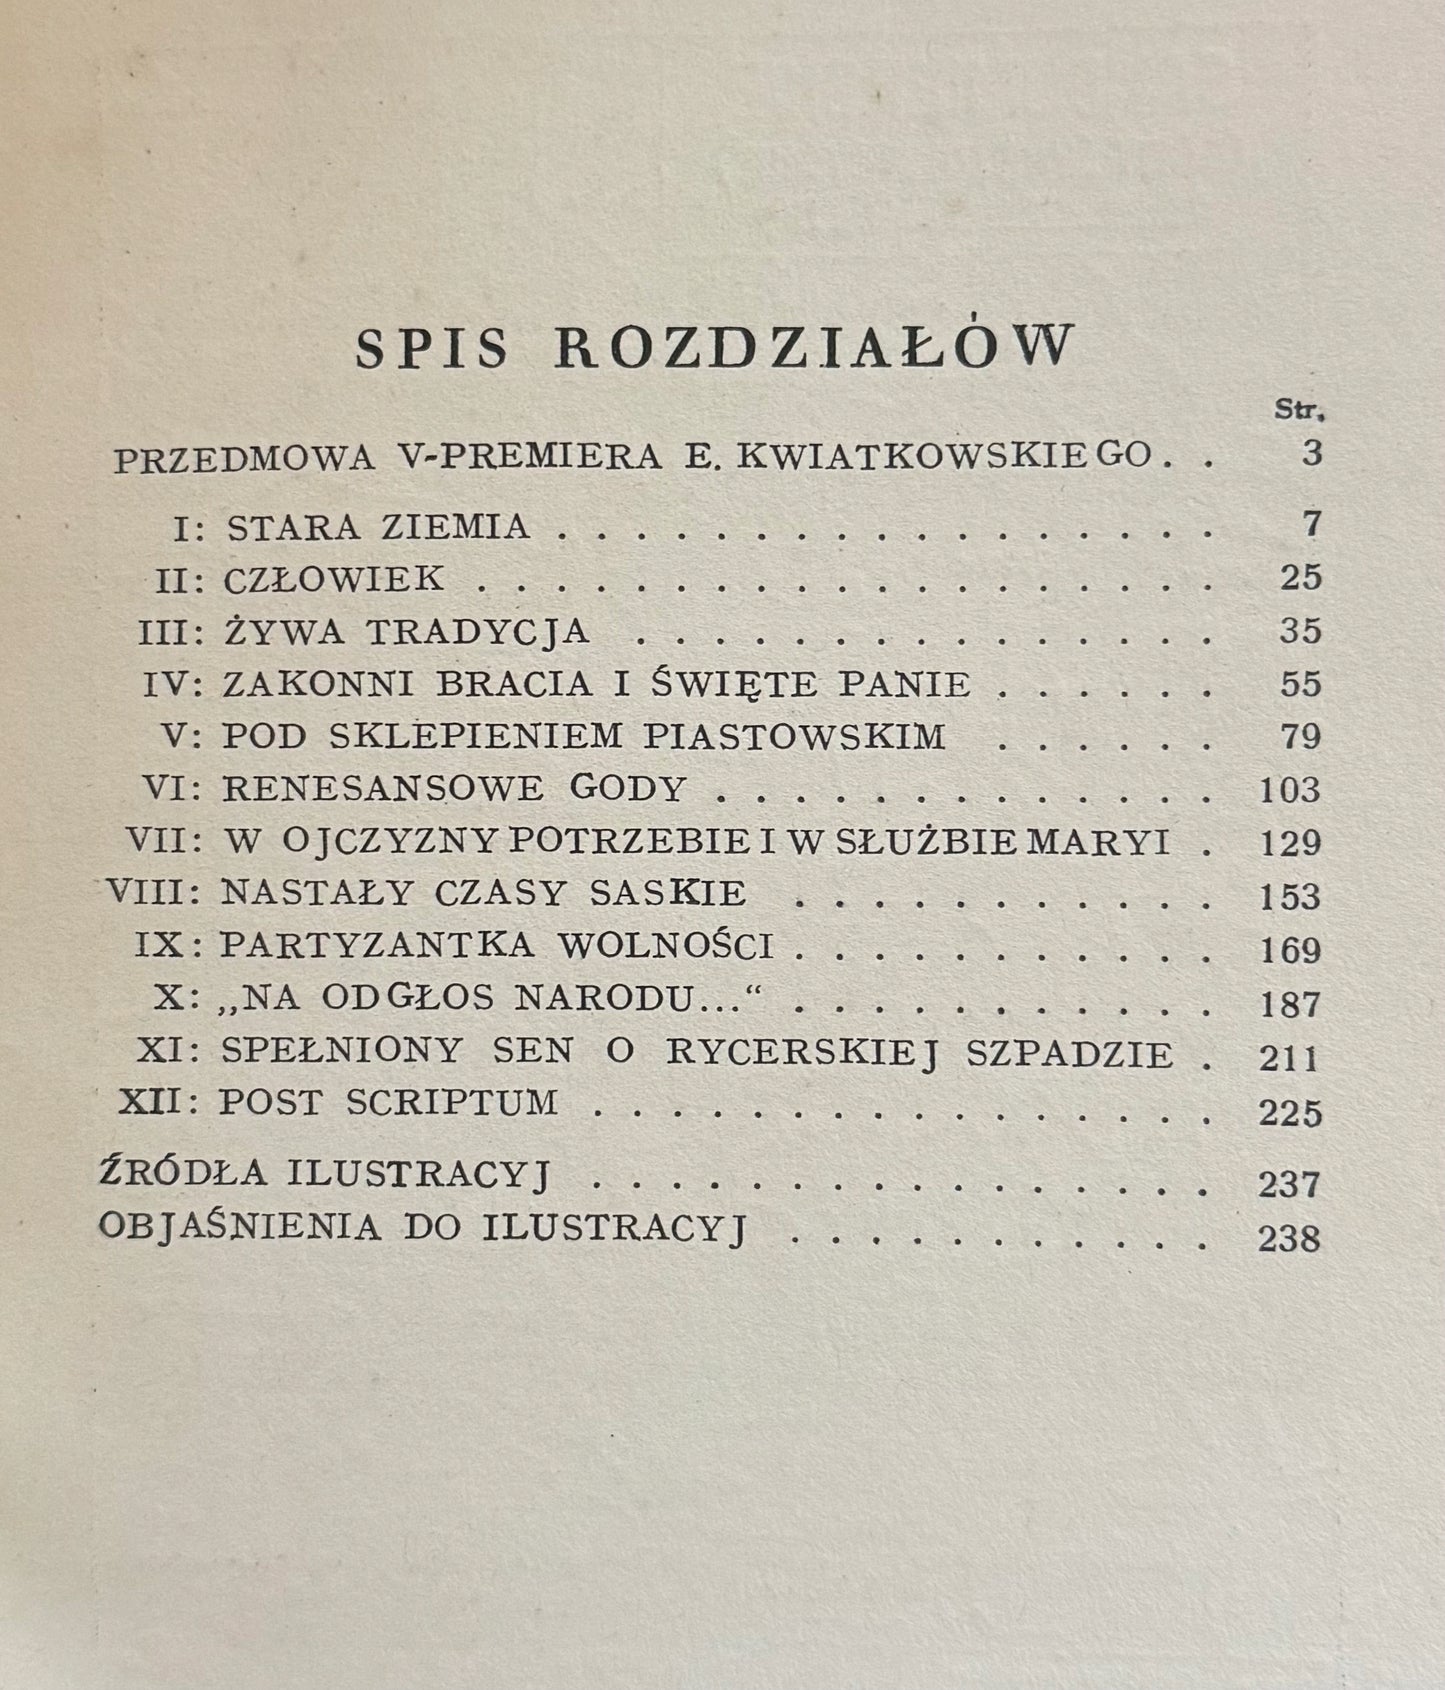 SPIS ROZDZIAŁÓW
Str.
PRZEDMOWA V-PREMIERA E. KWIATKOWSKIEGO . . 3
I: STARA ZIEMIA . . . . . . . . . . . . . . . . . 7
II: CZŁOWIEK . . . . . . . . . . . . . . . . . . . 25
III: ŻYWA TRADYCJA . . . . . . . . . . . . . . . 35
IV: ZAKONNI BRACIA I ŚWIĘTE PANIE . . . . . . 55
V: POD SKLEPIENIEM PIASTOWSKIM . . . . . . 79
VI: RENESANSOWE GODY . . . . . . . . . . . . . 103
VII: W OJCZYZNY POTRZEBIE I W SŁUŻBIE MARYI . 129
VIII: NASTAŁY CZASY SASKIE . . . . . . . . . . . 153
IX: PARTYZANTKA WOLNOŚCI . . . . . . . . . . . 169
X: „NA ODGŁOS NARODU...“ . . . . . . . . . . . 187
XI: SPEŁNIONY SEN O RYCERSKIEJ SZPADZIE . 211
XII: POST SCRIPTUM . . . . . . . . . . . . . . . . 225
ŹRÓDŁA ILUSTRACYJ . . . . . . . . . . . . . . . . 237
OBJAŚNIENIA DO ILUSTRACYJ . . . . . . . . . . . 238